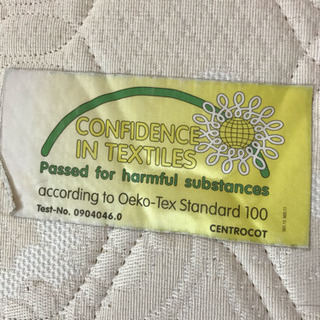 CONFIDENCE
IN TEXTILES
Passed for harmful substances
according to Oeko-Tex Standard 100
Test-No. 0904046.0
CENTROCOT